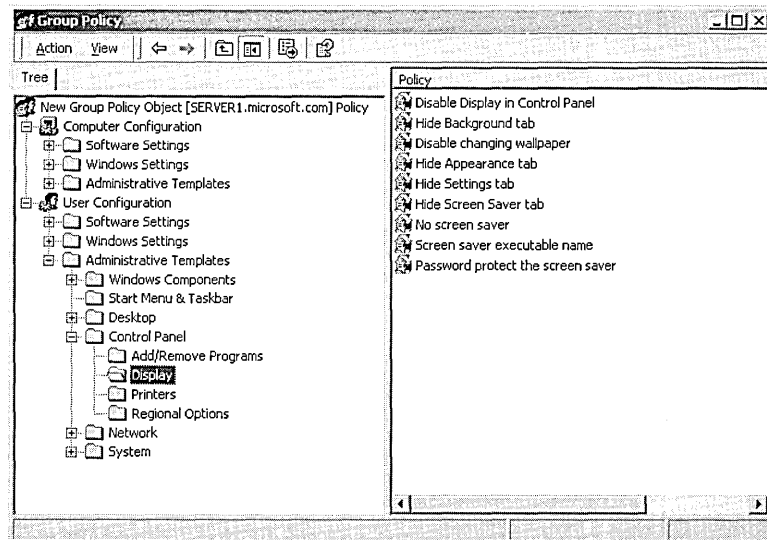 Group Policy
Action View
Tree
New Group Policy Object [SERVER1.microsoft.com] Policy
Computer Configuration
Software Settings
Windows Settings
Administrative Templates
User Configuration
Software Settings
Windows Settings
Administrative Templates
Windows Components
Start Menu & Taskbar
Desktop
Control Panel
Add/Remove Programs
Display
Printers
Regional Options
Network
System
Policy
Disable Display in Control Panel
Hide Background tab
Disable changing wallpaper
Hide Appearance tab
Hide Settings tab
Hide Screen Saver tab
No screen saver
Screen saver executable name
Password protect the screen saver